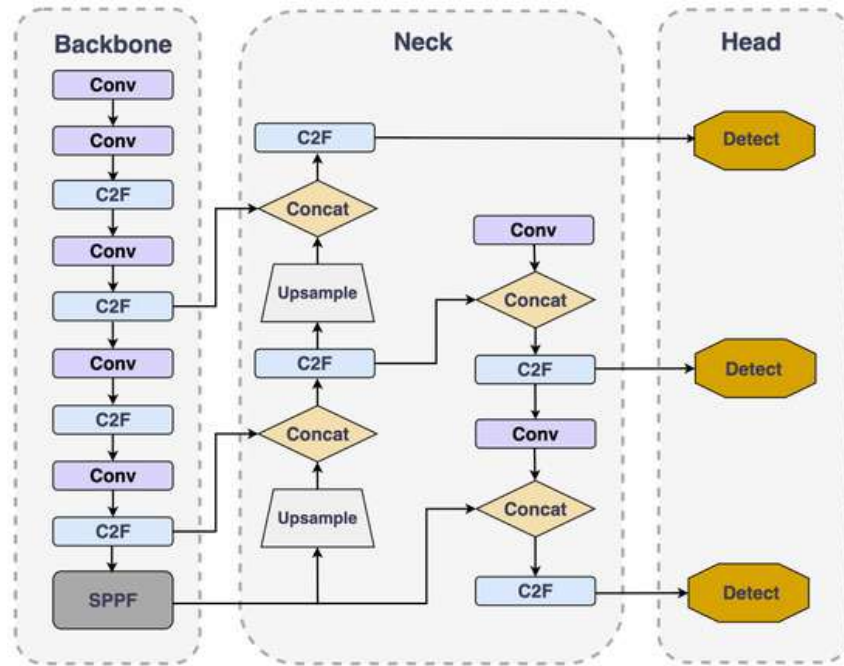 Backbone
Conv
Conv
C2F
Conv
C2F
Conv
C2F
Conv
C2F
SPPF
Neck
C2F
Concat
Upsample
C2F
Concat
Upsample
Conv
Concat
C2F
Conv
Concat
C2F
Head
Detect
Detect
Detect